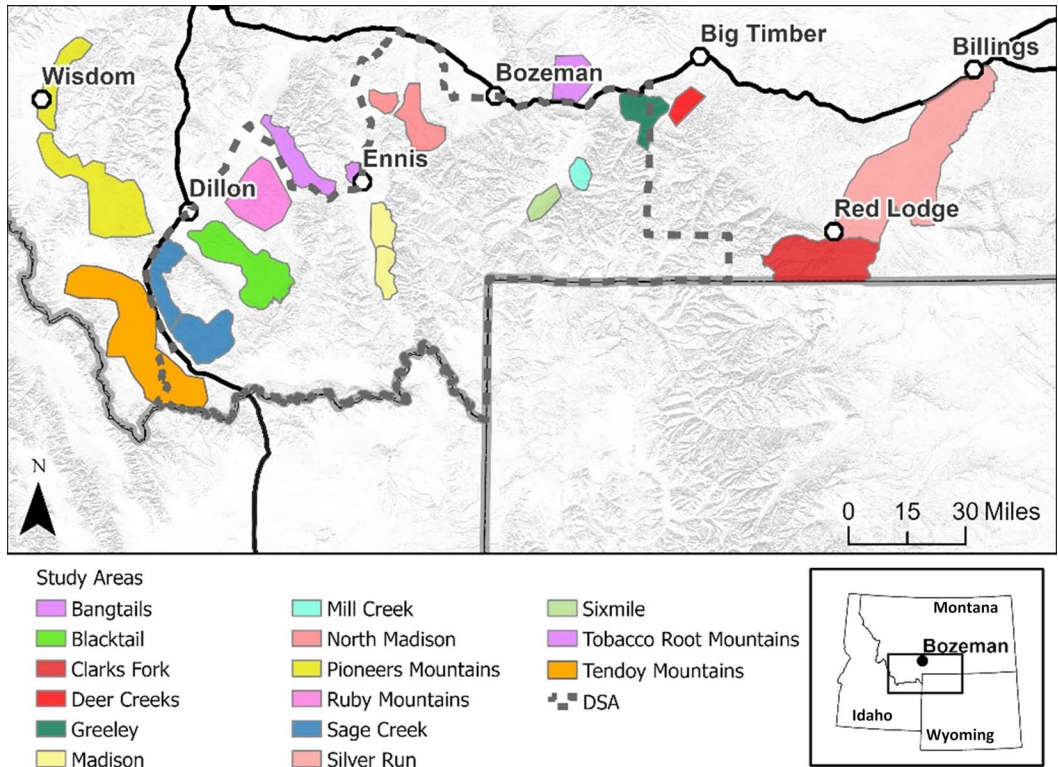 Big Timber
Billings
Wisdom
Bozeman
Ennis
Dillon
Red Lodge
N
0 15 30 Miles
Study Areas
Bangtails
Blacktail
Clarks Fork
Deer Creeks
Greeley
Madison
Mill Creek
North Madison
Pioneers Mountains
Ruby Mountains
Sage Creek
Silver Run
Sixmile
Tobacco Root Mountains
Tendoy Mountains
DSA
Montana
Bozeman
Idaho
Wyoming